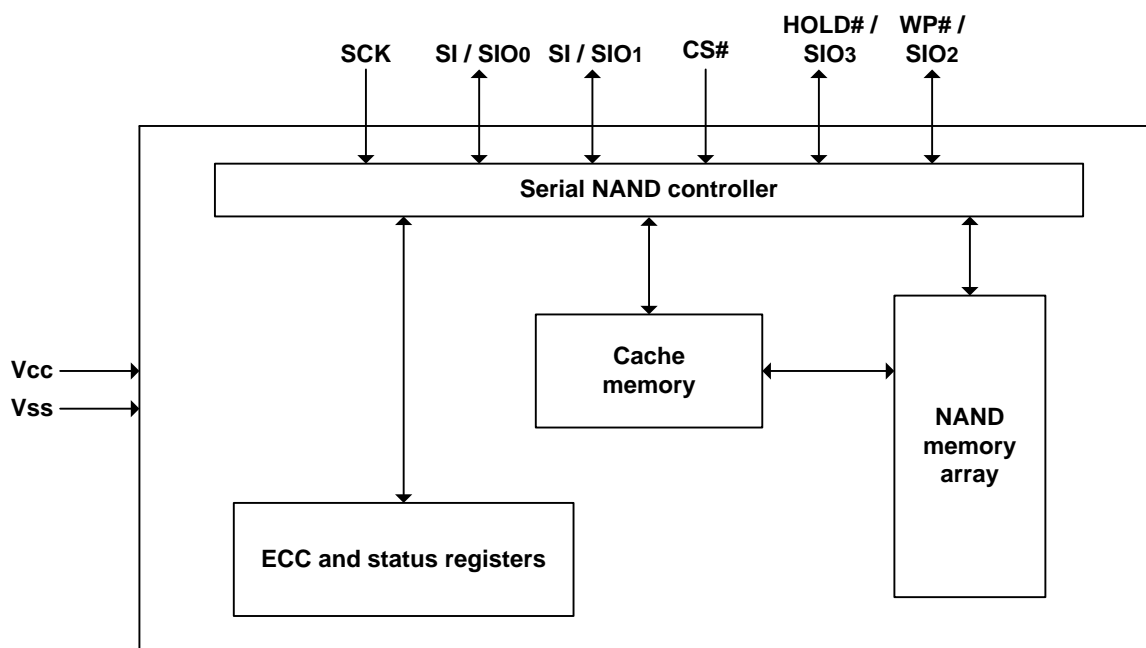 SCK
SI / SIO0
SI / SIO1
CS#
HOLD# /
SIO3
WP# /
SIO2
Serial NAND controller
Cache
memory
Vcc
Vss
NAND
memory
array
ECC and status registers